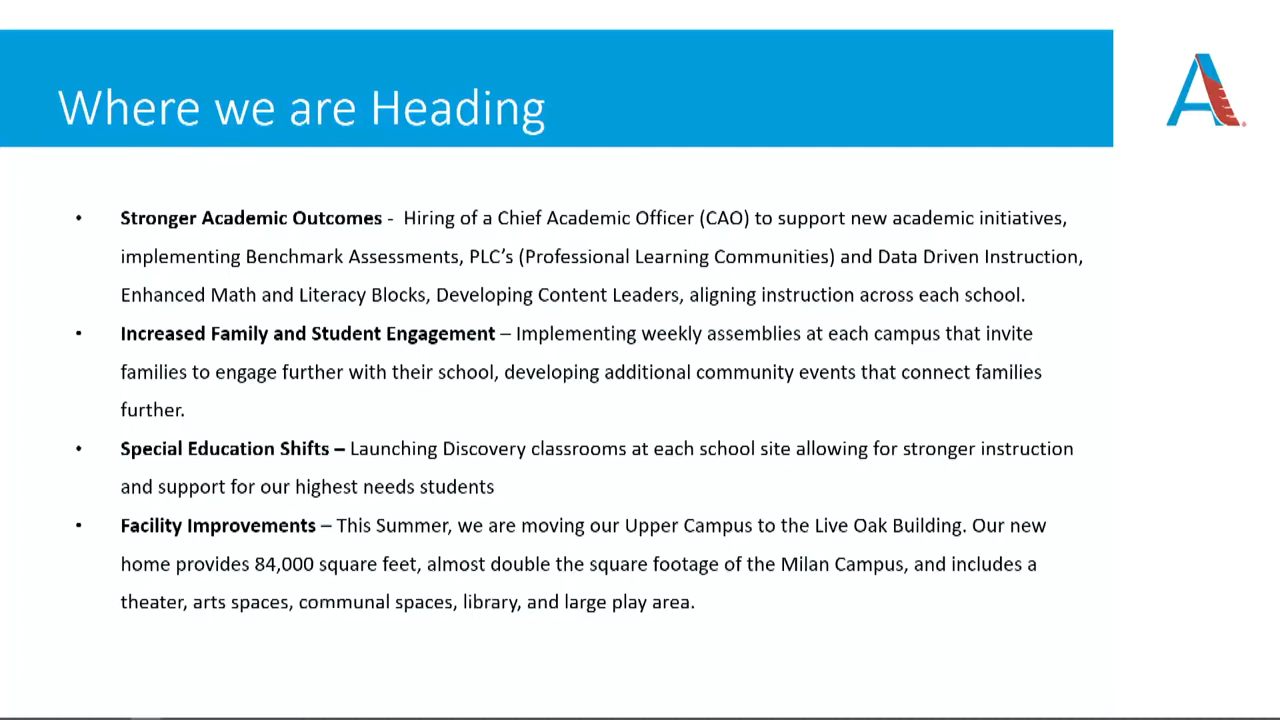 Where we are Heading
• Stronger Academic Outcomes -  Hiring of a Chief Academic Officer (CAO) to support new academic initiatives,
implementing Benchmark Assessments, PLC’s (Professional Learning Communities) and Data Driven Instruction,
Enhanced Math and Literacy Blocks, Developing Content Leaders, aligning instruction across each school.
• Increased Family and Student Engagement – Implementing weekly assemblies at each campus that invite
families to engage further with their school, developing additional community events that connect families
further.
• Special Education Shifts – Launching Discovery classrooms at each school site allowing for stronger instruction
and support for our highest needs students
• Facility Improvements – This Summer, we are moving our Upper Campus to the Live Oak Building. Our new
home provides 84,000 square feet, almost double the square footage of the Milan Campus, and includes a
theater, arts spaces, communal spaces, library, and large play area.